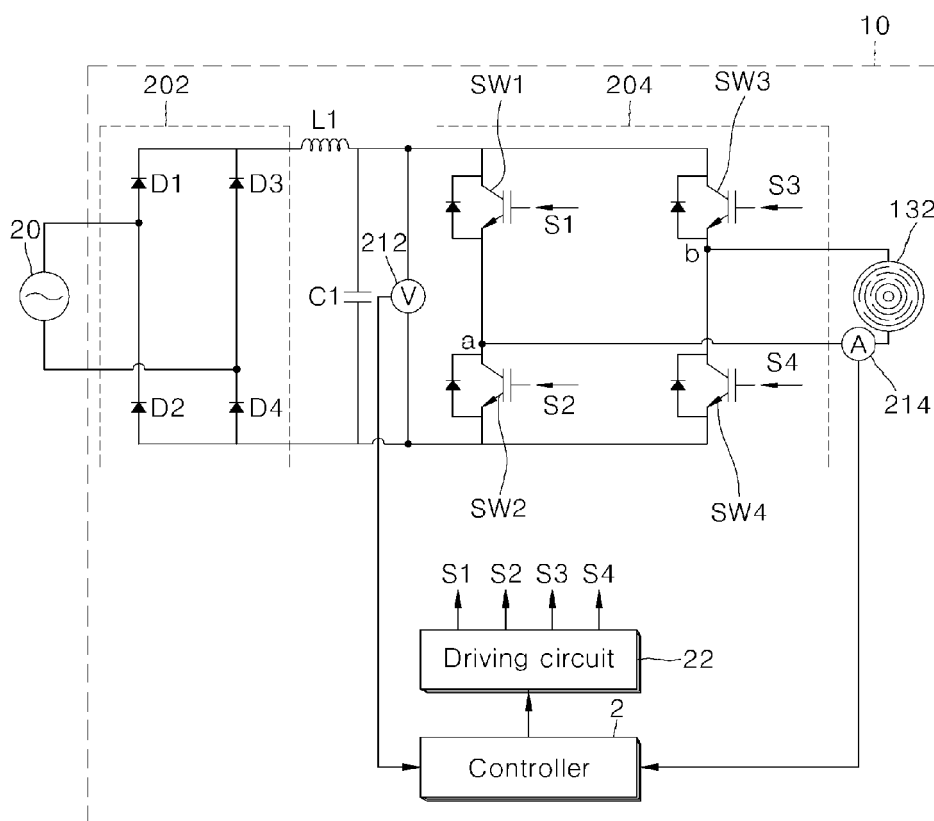 10
202
SW1
204
SW3
L1
D1
D3
S1
S3
20
212
132
b
C1
V
a
A
S4
214
D2
D4
S2
SW2
SW4
S1
S2
S3
S4
Driving circuit
22
2
Controller